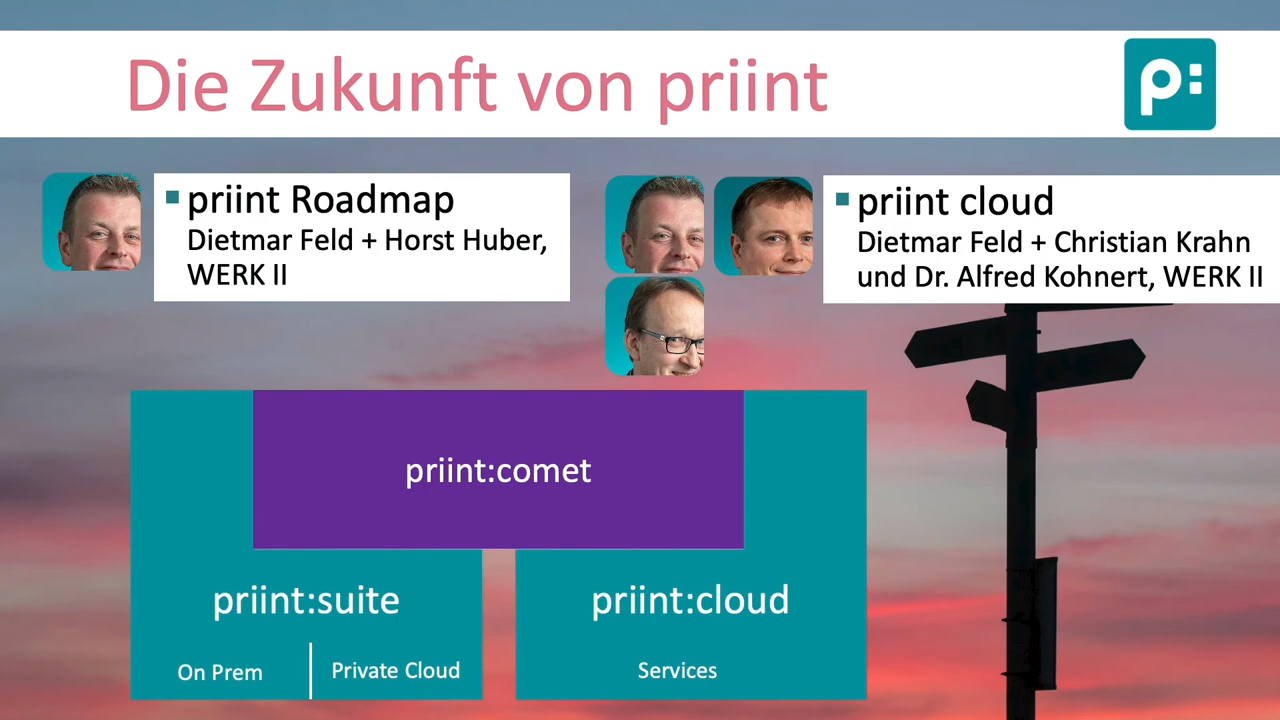 Die Zukunft von priint
p:
priint Roadmap
Dietmar Feld + Horst Huber,
WERK II
priint cloud
Dietmar Feld + Christian Krahn
und Dr. Alfred Kohnert, WERK II
priint:comet
priint:suite
priint:cloud
On Prem
Private Cloud
Services